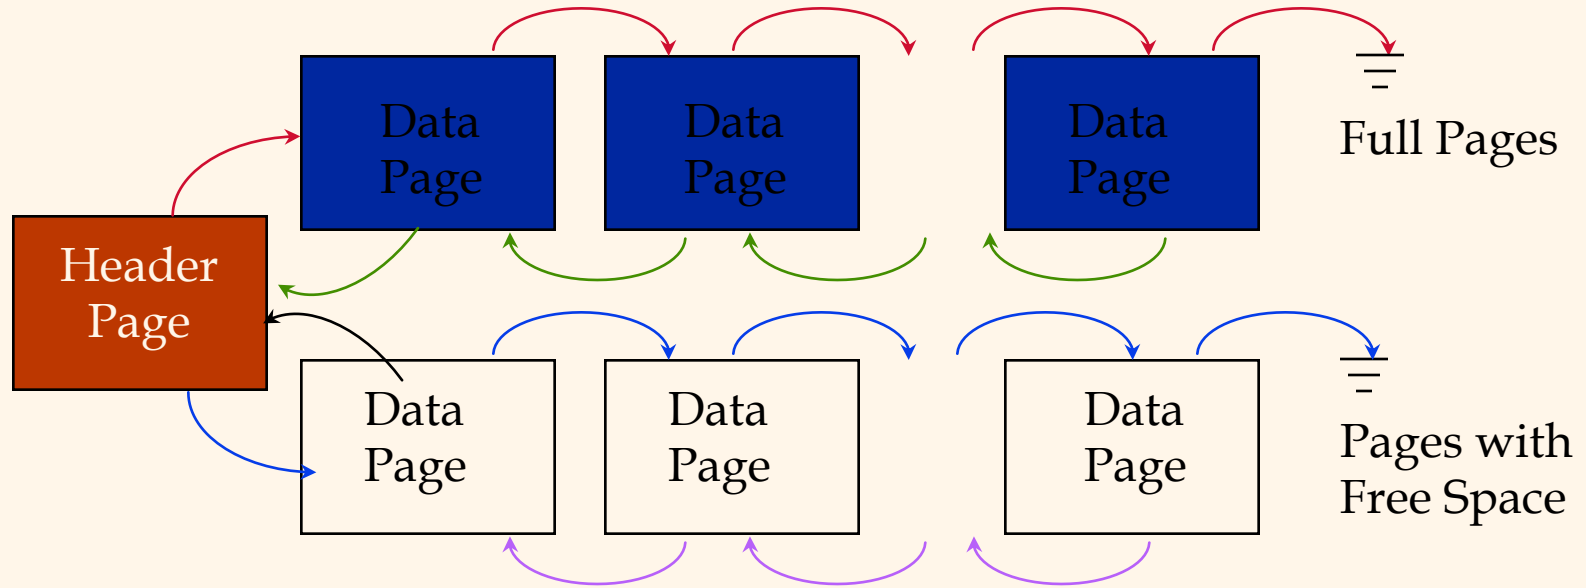 Data
Page
Data
Page
Data
Page
Full Pages
Header
Page
Data
Page
Data
Page
Data
Page
Pages with
Free Space